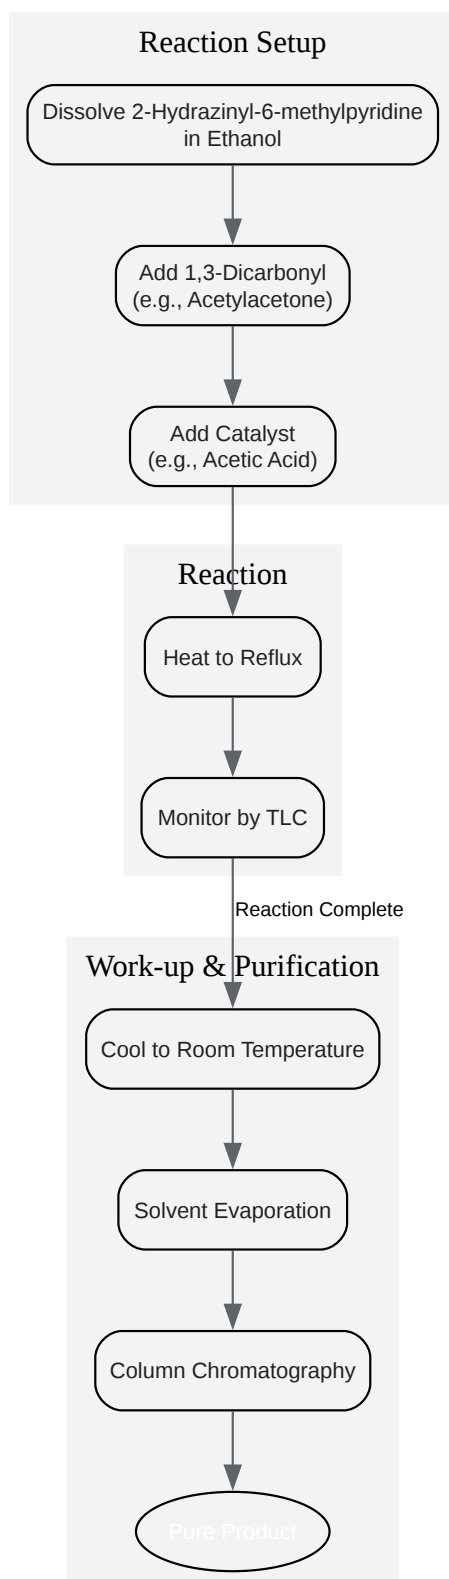 Reaction Setup
Dissolve 2-Hydrazinyl-6-methylpyridine
in Ethanol
Add 1,3-Dicarbonyl
(e.g., Acetylacetone)
Add Catalyst
(e.g., Acetic Acid)
Reaction
Heat to Reflux
Monitor by TLC
Reaction Complete
Work-up & Purification
Cool to Room Temperature
Solvent Evaporation
Column Chromatography
Pure Product